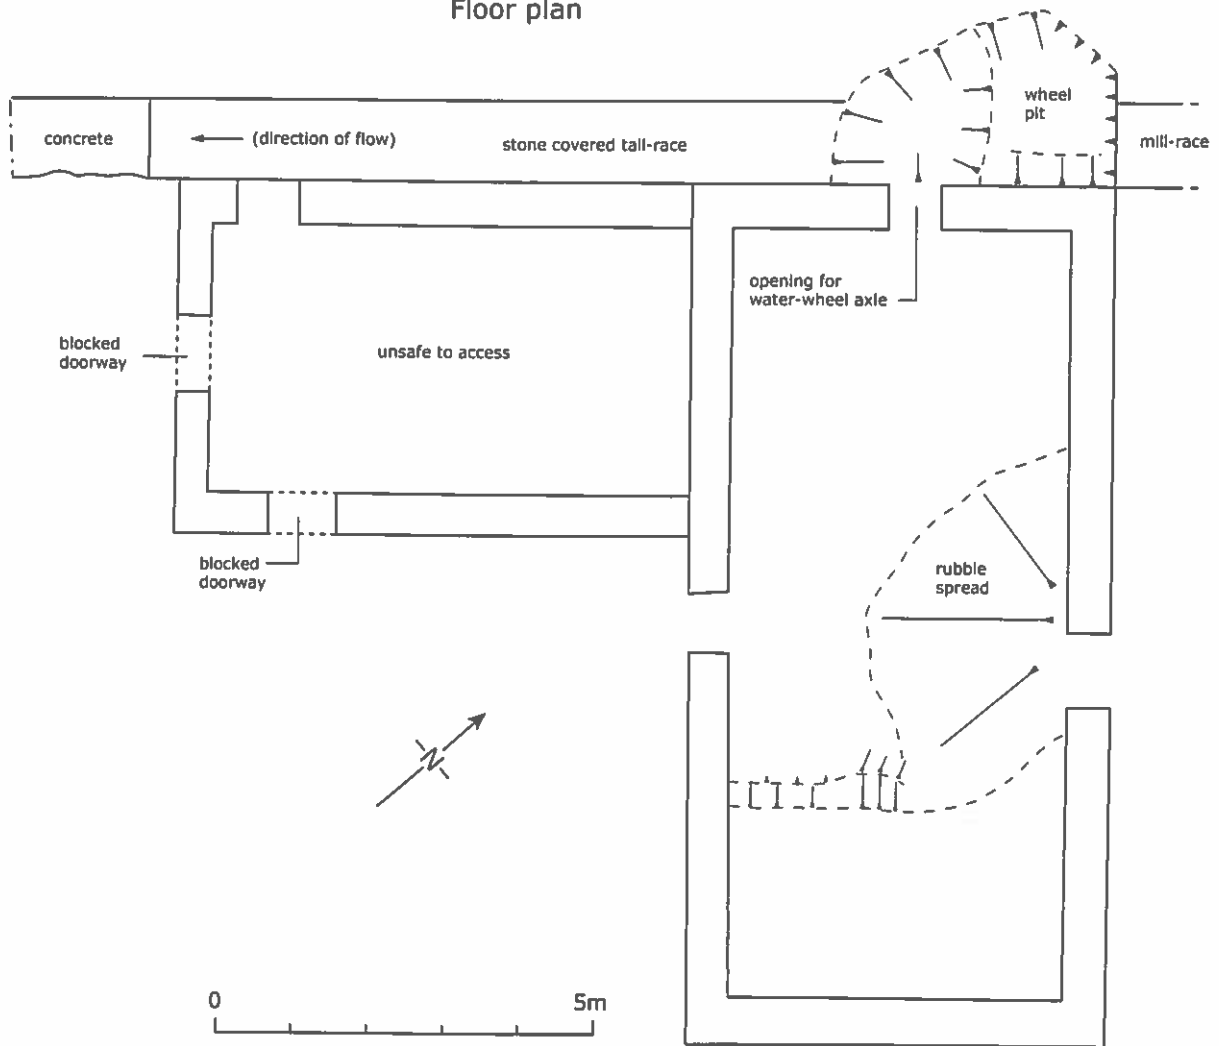 Floor plan
concrete
(direction of flow)
stone covered tail-race
wheel
pit
mill-race
opening for
water-wheel axle
blocked
doorway
unsafe to access
blocked
doorway
rubble
spread
N
0
5m